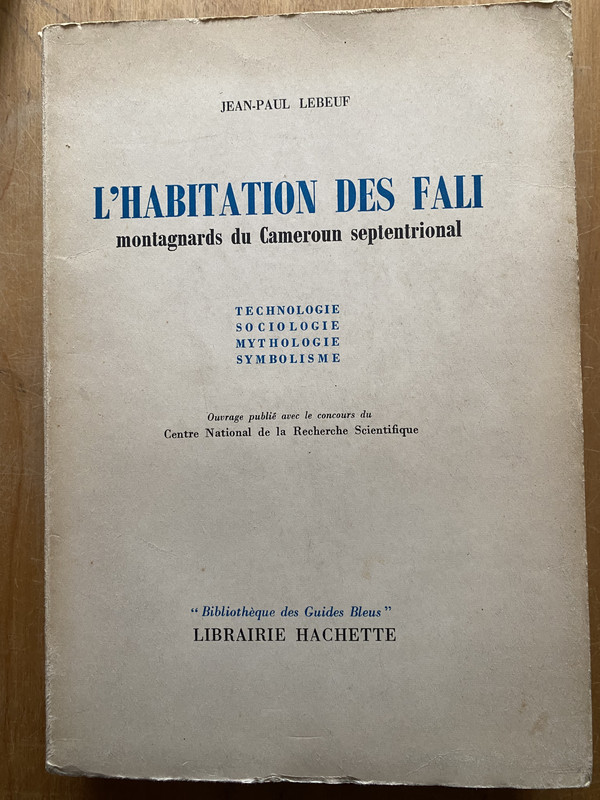 JEAN-PAUL LEBEUF
L'HABITATION DES FALI
montagnards du Cameroun septentrional
TECHNOLOGIE
SOCIOLOGIE
MYTHOLOGIE
SYMBOLISME
Ouvrage publié avec le concours du
Centre National de la Recherche Scientifique
"Bibliothèque des Guides Bleus"
LIBRAIRIE HACHETTE